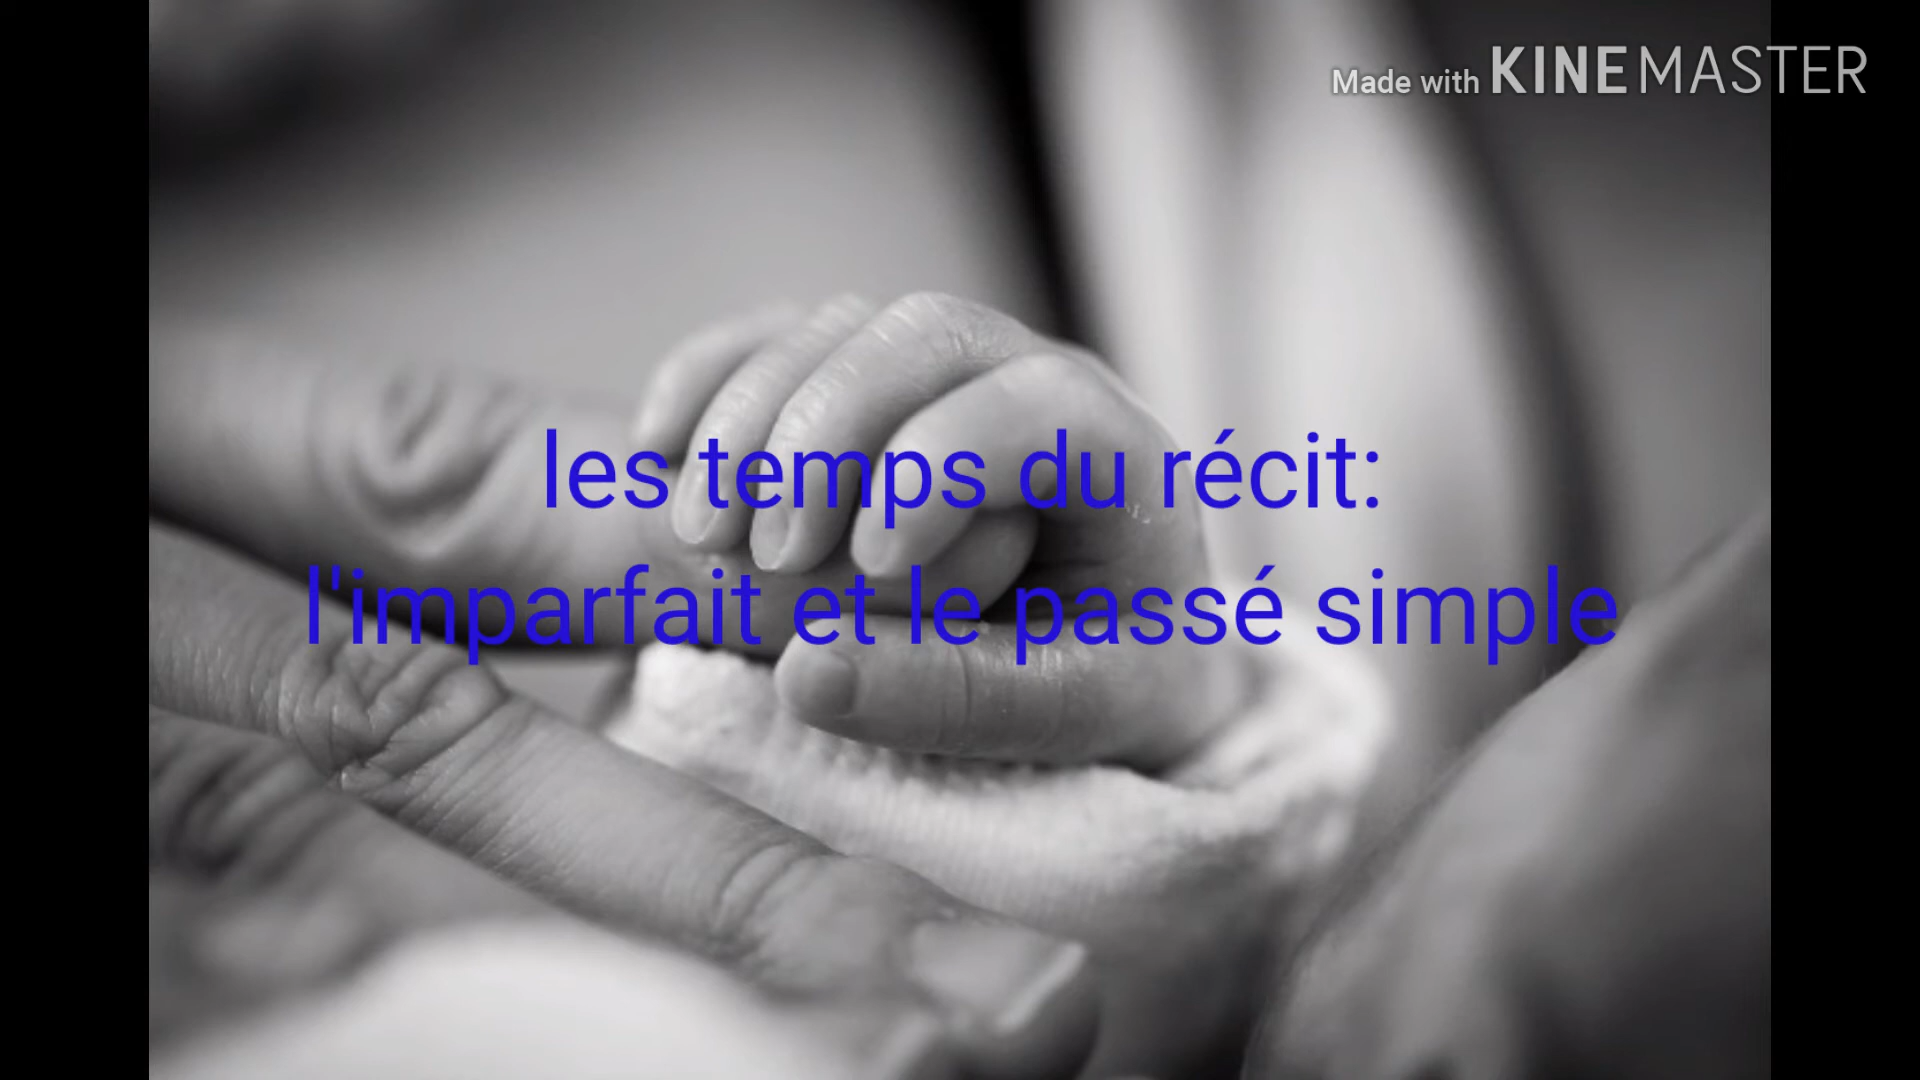 Made with KINEMASTER
les temps du récit:
l'imparfait et le passé simple